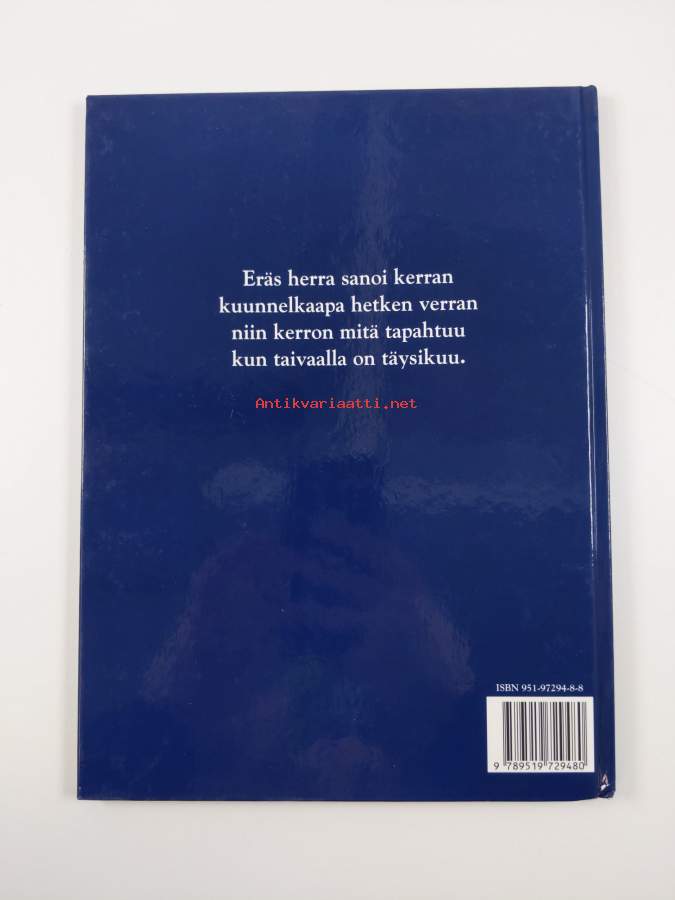 Eräs herra sanoi kerran
kuunnelkaapa hetken verran
niin kerron mitä tapahtuu
kun taivaalla on täysikuu.
Antikvariaatti.net
ISBN 951-97294-8-8
9 789519 729480